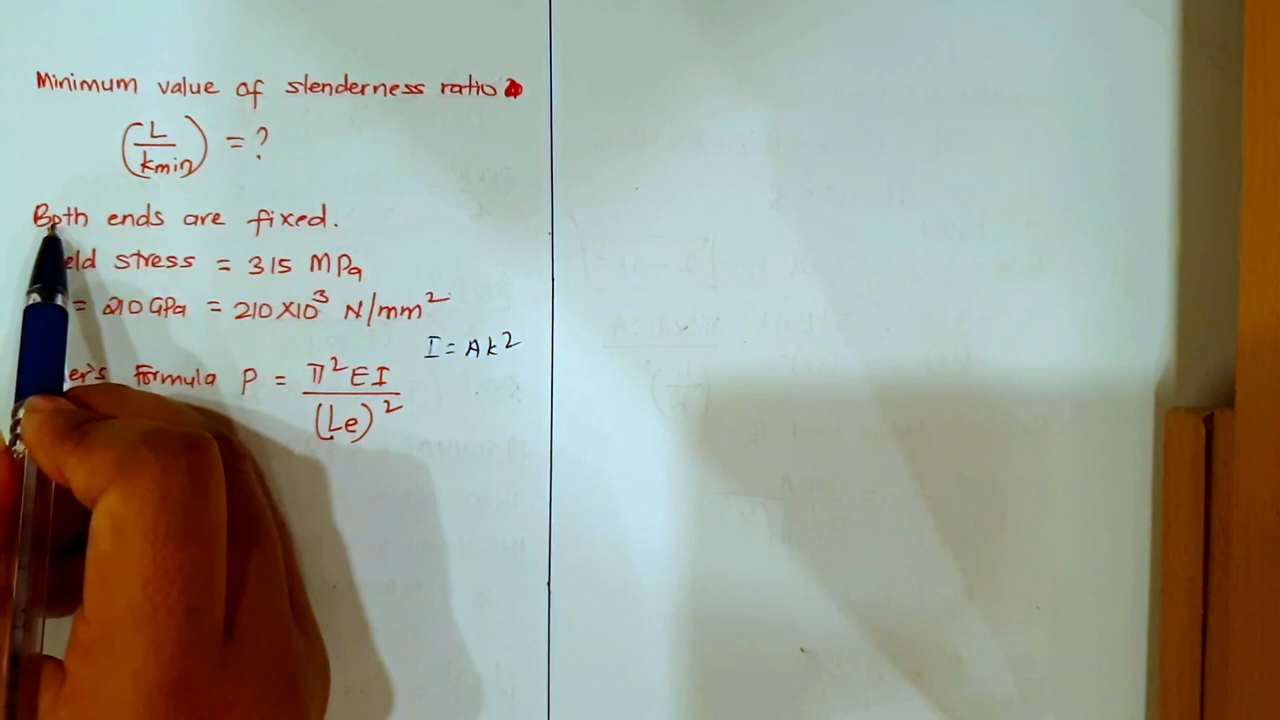 Minimum value of slenderness ratio
(L/kmin) = ?
Both ends are fixed.
eld stress = 315 MPa
= 210 GPa = 210 X10³ N/mm²
I = Ak²
er's formula P = π²EI/(Le)²